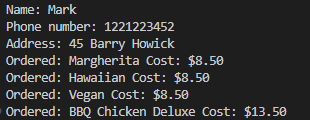 Name: Mark
Phone number: 1221223452
Address: 45 Barry Howick
Ordered: Margherita Cost: $8.50
Ordered: Hawaiian Cost: $8.50
Ordered: Vegan Cost: $8.50
Ordered: BBQ Chicken Deluxe Cost: $13.50